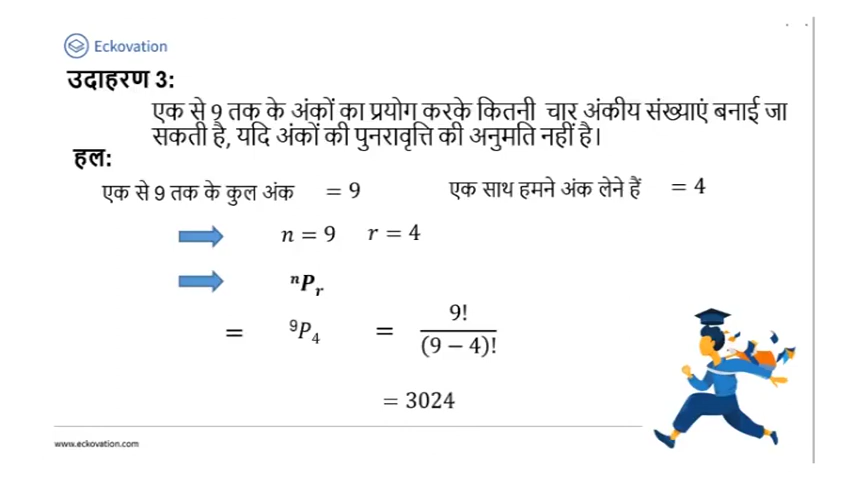 Eckovation
उदाहरण 3:
एक से 9 तक के अंकों का प्रयोग करके कितनी चार अंकीय संख्याएं बनाई जा
सकती है, यदि अंकों की पुनरावृत्ति की अनुमति नहीं है।
हल:
एक से 9 तक के कुल अंक = 9 एक साथ हमने अंक लेने हैं = 4
n = 9 r = 4
ⁿPᵣ
= ⁹P₄ = 9! / (9 − 4)!
= 3024
www.eckovation.com